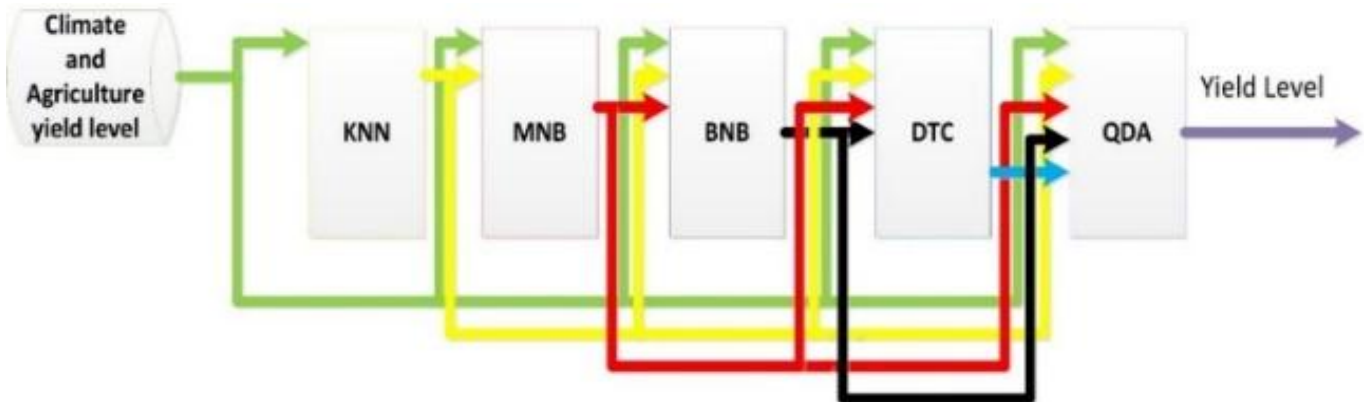 Climate
and
Agriculture
yield level
KNN
MNB
BNB
DTC
QDA
Yield Level